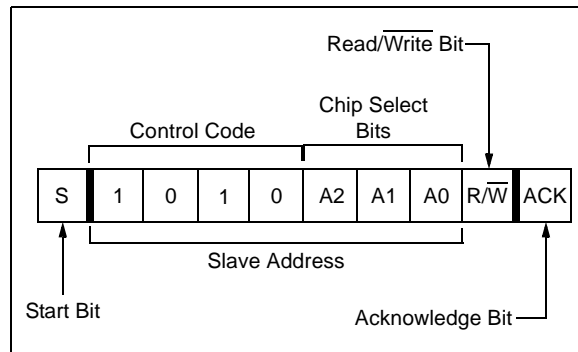 Read/Write Bit
Chip Select
Bits
Control Code
S 1 0 1 0 A2 A1 A0 R/W ACK
Slave Address
Start Bit
Acknowledge Bit